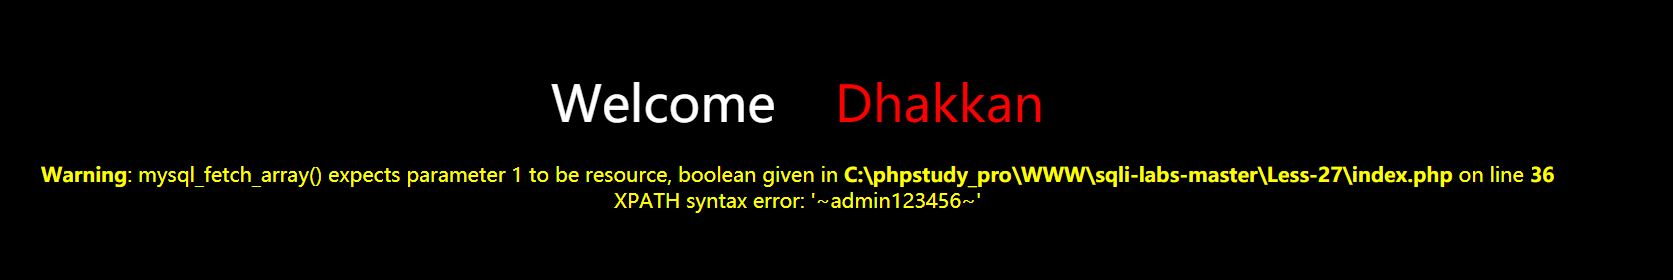 Welcome Dhakkan
Warning: mysql_fetch_array() expects parameter 1 to be resource, boolean given in C:\phpstudy_pro\WWW\sqli-labs-master\Less-27\index.php on line 36
XPATH syntax error: '~admin123456~'